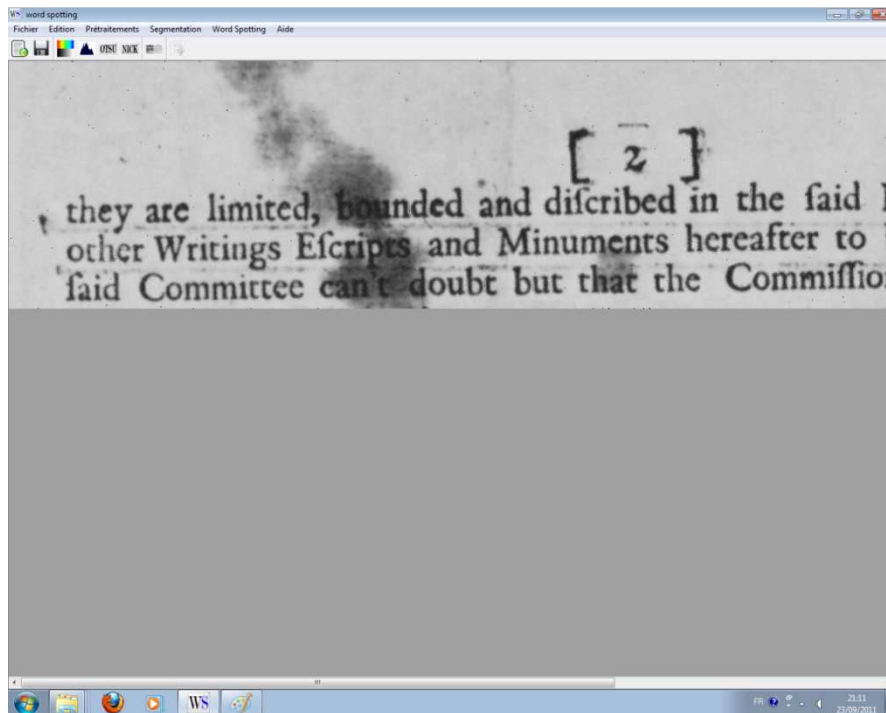 word spotting
Fichier Edition Prétraitements Segmentation Word Spotting Aide
OTSU NICK
[ 2 ]
they are limited, bounded and diſcribed in the ſaid
other Writings Eſcripts and Minuments hereafter to
ſaid Committee can't doubt but that the Commiſſio
WS
FR
21:11
23/09/2011